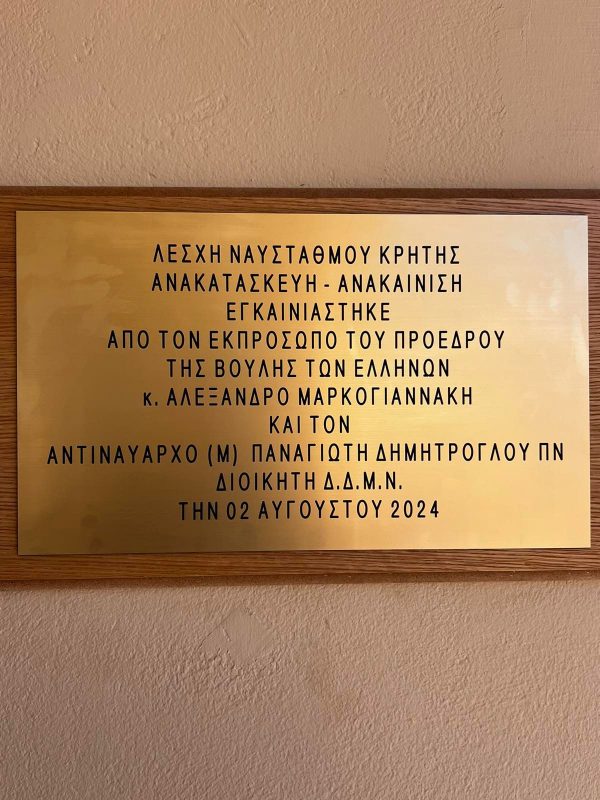 ΛΕΣΧΗ ΝΑΥΣΤΑΘΜΟΥ ΚΡΗΤΗΣ
ΑΝΑΚΑΤΑΣΚΕΥΗ - ΑΝΑΚΑΙΝΙΣΗ
ΕΓΚΑΙΝΙΑΣΤΗΚΕ
ΑΠΟ ΤΟΝ ΕΚΠΡΟΣΩΠΟ ΤΟΥ ΠΡΟΕΔΡΟΥ
ΤΗΣ ΒΟΥΛΗΣ ΤΩΝ ΕΛΛΗΝΩΝ
κ. ΑΛΕΞΑΝΔΡΟ ΜΑΡΚΟΓΙΑΝΝΑΚΗ
ΚΑΙ ΤΟΝ
ΑΝΤΙΝΑΥΑΡΧΟ (Μ) ΠΑΝΑΓΙΩΤΗ ΔΗΜΗΤΡΟΓΛΟΥ ΠΝ
ΔΙΟΙΚΗΤΗ Δ.Δ.Μ.Ν.
ΤΗΝ 02 ΑΥΓΟΥΣΤΟΥ 2024